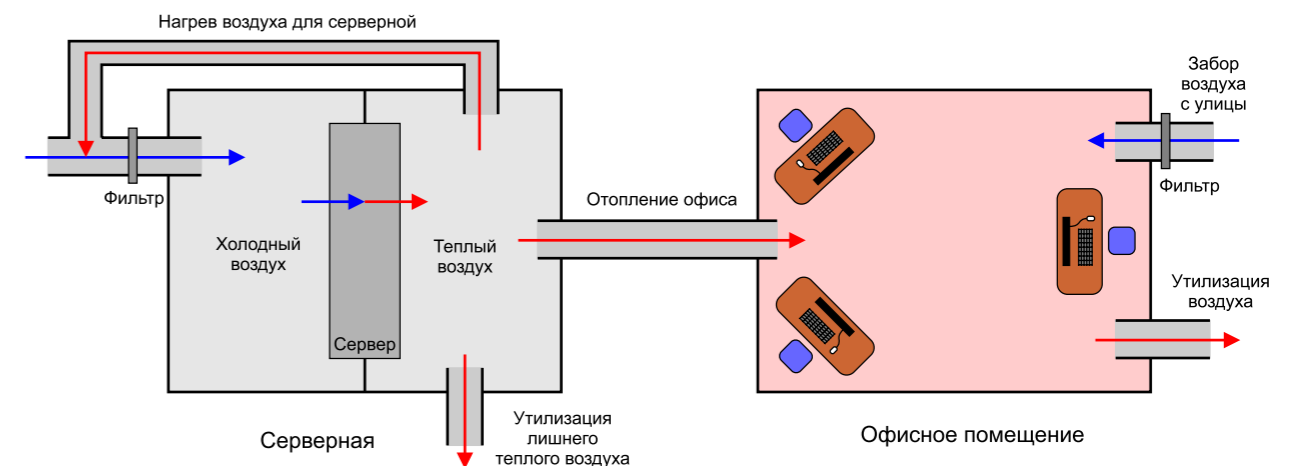 Нагрев воздуха для серверной
Забор
воздуха
с улицы
Фильтр
Фильтр
Отопление офиса
Холодный
воздух
Теплый
воздух
Утилизация
воздуха
Сервер
Утилизация
лишнего
теплого воздуха
Серверная
Офисное помещение